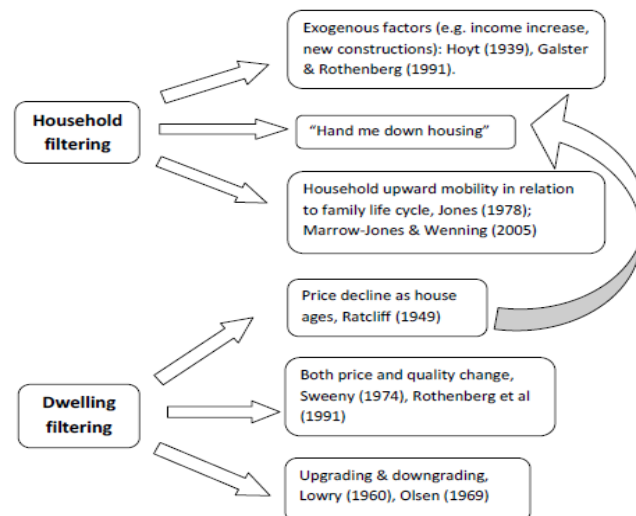 Exogenous factors (e.g. income increase,
new constructions): Hoyt (1939), Galster
& Rothenberg (1991).
Household
filtering
“Hand me down housing”
Household upward mobility in relation
to family life cycle, Jones (1978);
Marrow-Jones & Wenning (2005)
Price decline as house
ages, Ratcliff (1949)
Dwelling
filtering
Both price and quality change,
Sweeny (1974), Rothenberg et al
(1991)
Upgrading & downgrading,
Lowry (1960), Olsen (1969)